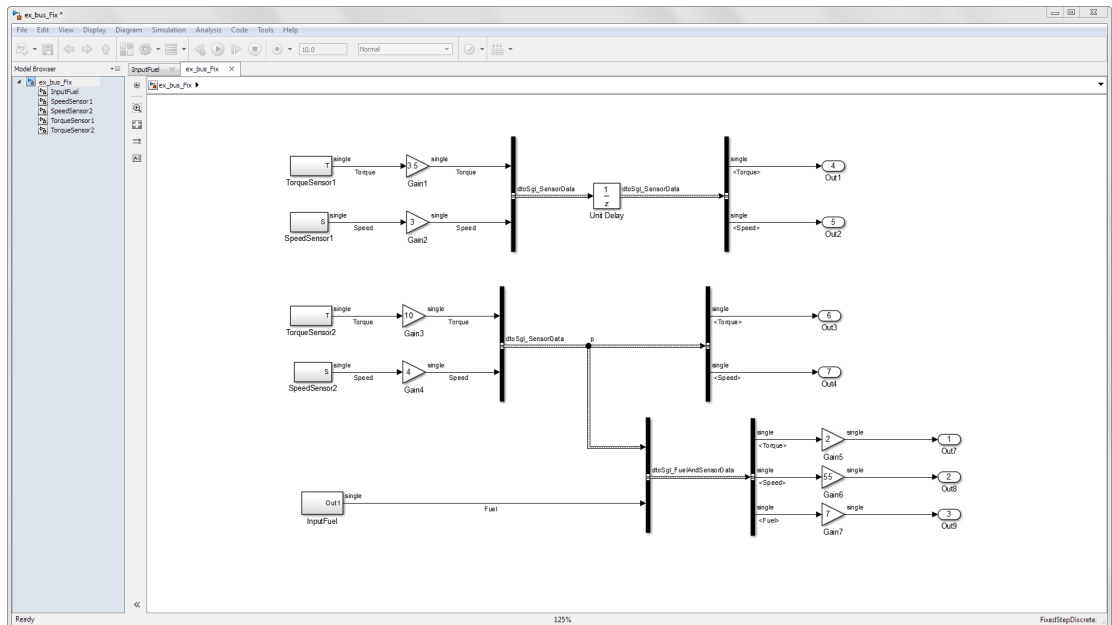 ex_bus_Fix *
File Edit View Display Diagram Simulation Analysis Code Tools Help
10.0 Normal
Model Browser
InputFuel ex_bus_Fix
ex_bus_Fix
InputFuel
SpeedSensor1
SpeedSensor2
TorqueSensor1
TorqueSensor2
ex_bus_Fix
T single Torque 3.5 single Torque
TorqueSensor1 Gain1
S single Speed 3 single Speed
SpeedSensor1 Gain2
dtoSgl_SensorData 1 z dtoSgl_SensorData
Unit Delay
single <Torque> 4
Out1
single <Speed> 5
Out2
T single Torque 10 single Torque
TorqueSensor2 Gain3
S single Speed 4 single Speed
SpeedSensor2 Gain4
dtoSgl_SensorData p
single <Torque> 6
Out3
single <Speed> 7
Out4
Out1 single Fuel
InputFuel
dtoSgl_FuelAndSensorData
single <Torque> 2 single 1
Gain5 Out7
single <Speed> 55 single 2
Gain6 Out8
single <Fuel> 7 single 3
Gain7 Out9
Ready 125% FixedStepDiscrete